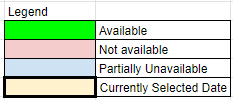 Legend
Available
Not available
Partially Unavailable
Currently Selected Date